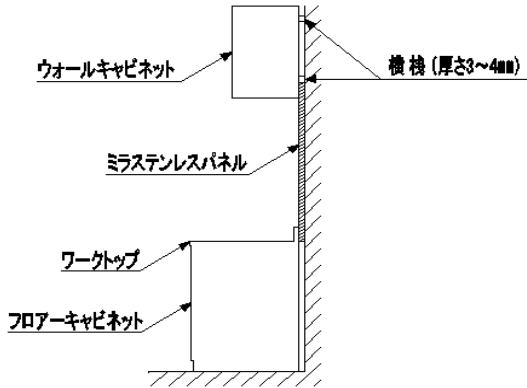 横桟(厚さ3~4mm)
ウォールキャビネット
ミラステンレスパネル
ワークトップ
フロアーキャビネット